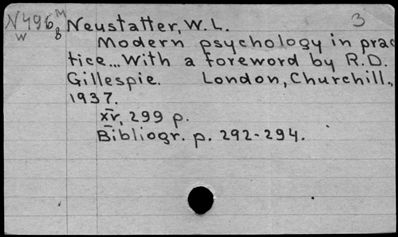 N496 M
W 8
Neustatter, W. L. 3
Modern psychology in prac
tice... With a foreword by R.D.
Gillespie. London, Churchill.,
1937.
xv, 299 p.
Bibliogr. p. 292-294.